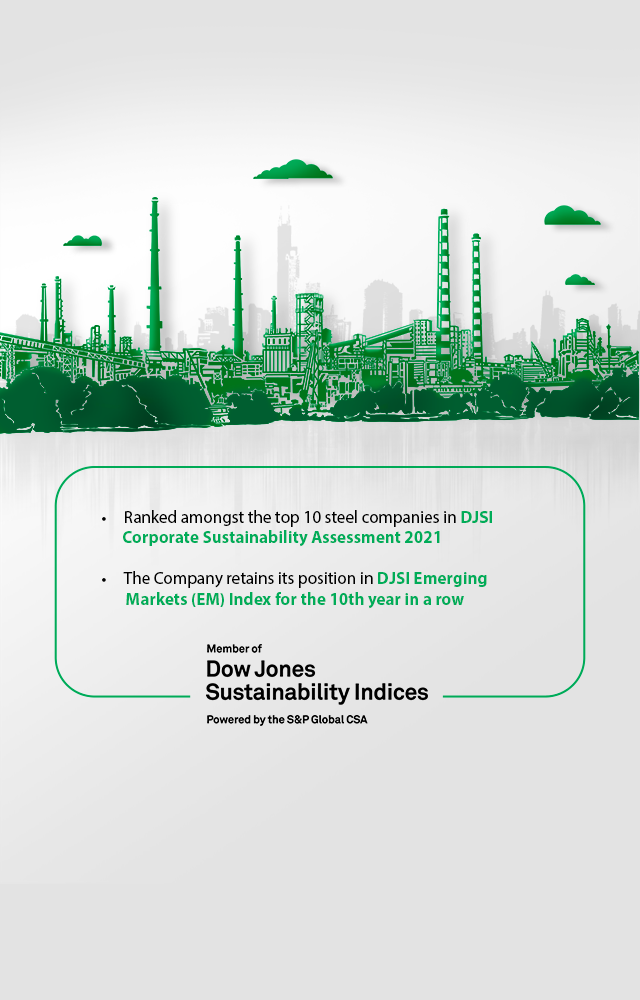 • Ranked amongst the top 10 steel companies in DJSI
Corporate Sustainability Assessment 2021
• The Company retains its position in DJSI Emerging
Markets (EM) Index for the 10th year in a row
Member of
Dow Jones
Sustainability Indices
Powered by the S&P Global CSA